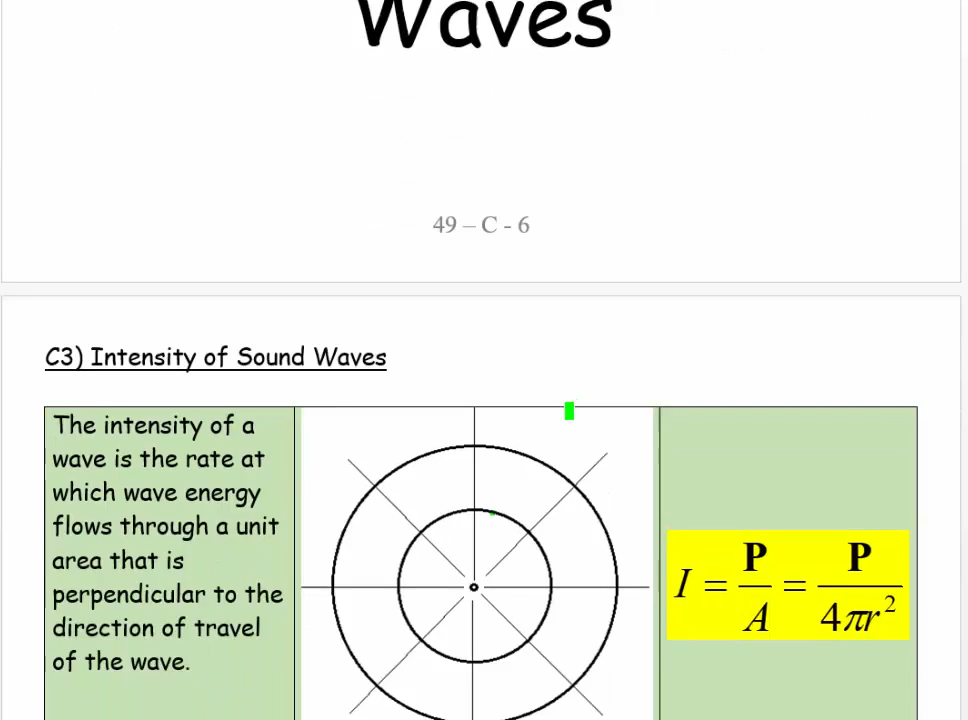 Waves
49 – C - 6
C3) Intensity of Sound Waves
The intensity of a
wave is the rate at
which wave energy
flows through a unit
area that is
perpendicular to the
direction of travel
of the wave.
I = P/A = P/4πr²